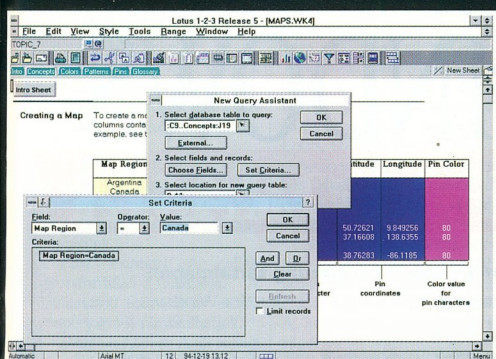 Lotus 1-2-3 Release 5 - [MAPS.WK4]
File Edit View Style Tools Range Window Help
TOPIC_7
Intro Concepts Colors Patterns Pins Glossary
New Sheet
Intro Sheet
Creating a Map
To create a ma
columns conta
example, see t
New Query Assistant
1. Select database table to query:
:C9..Concepts:J19
External...
2. Select fields and records:
Choose Fields...
Set Criteria...
3. Select location for new query table:
OK
Cancel
Map Region
titude
Longitude
Pin Color
Argentina
Canada
Set Criteria
?
Field:
Operator:
Value:
Map Region
=
Canada
Criteria:
Map Region=Canada
OK
Cancel
And
Or
Clear
Refresh
Limit records
50.72621 9.849256 80
37.16608 138.6355 80
38.76283 -86.1185 80
cter
Pin
coordinates
Color value
for
pin characters
Automatic
Arial MT
12
94-12-19 13.12
Menu